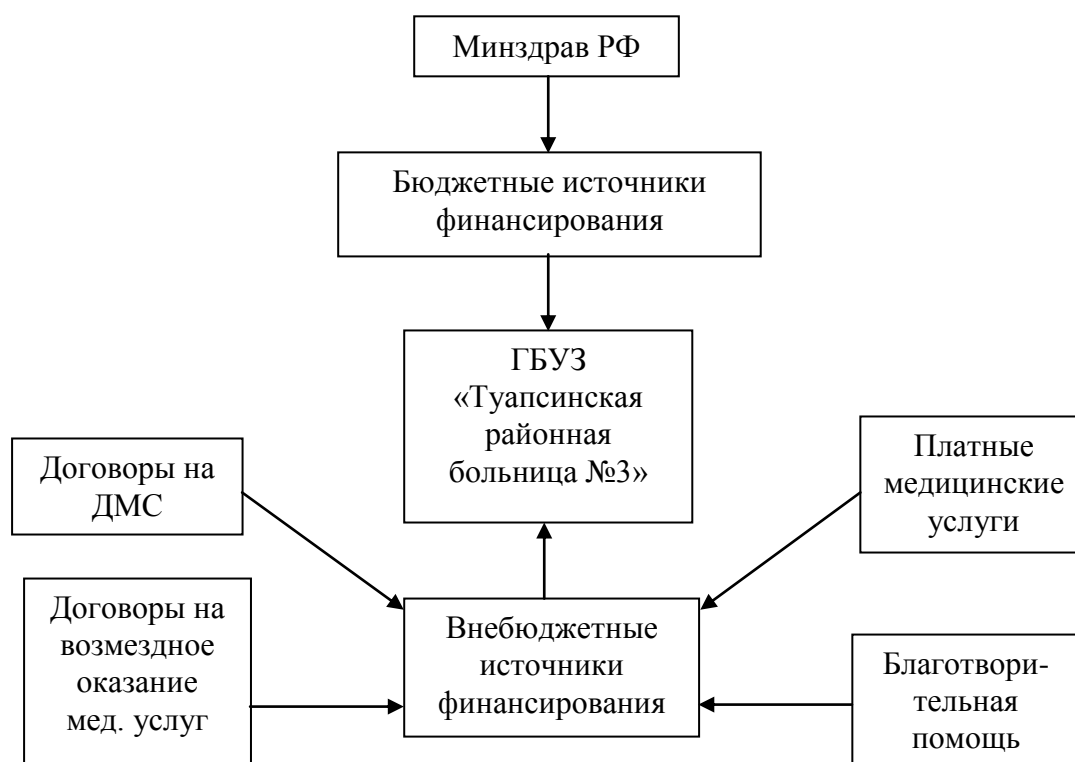 Минздрав РФ
Бюджетные источники
финансирования
ГБУЗ
«Туапсинская
районная
больница №3»
Договоры на
ДМС
Платные
медицинские
услуги
Договоры на
возмездное
оказание
мед. услуг
Внебюджетные
источники
финансирования
Благотвори-
тельная
помощь